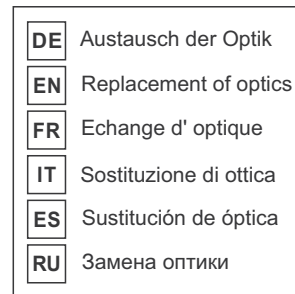 DE Austausch der Optik
EN Replacement of optics
FR Echange d' optique
IT Sostituzione di ottica
ES Sustitución de óptica
RU Замена оптики